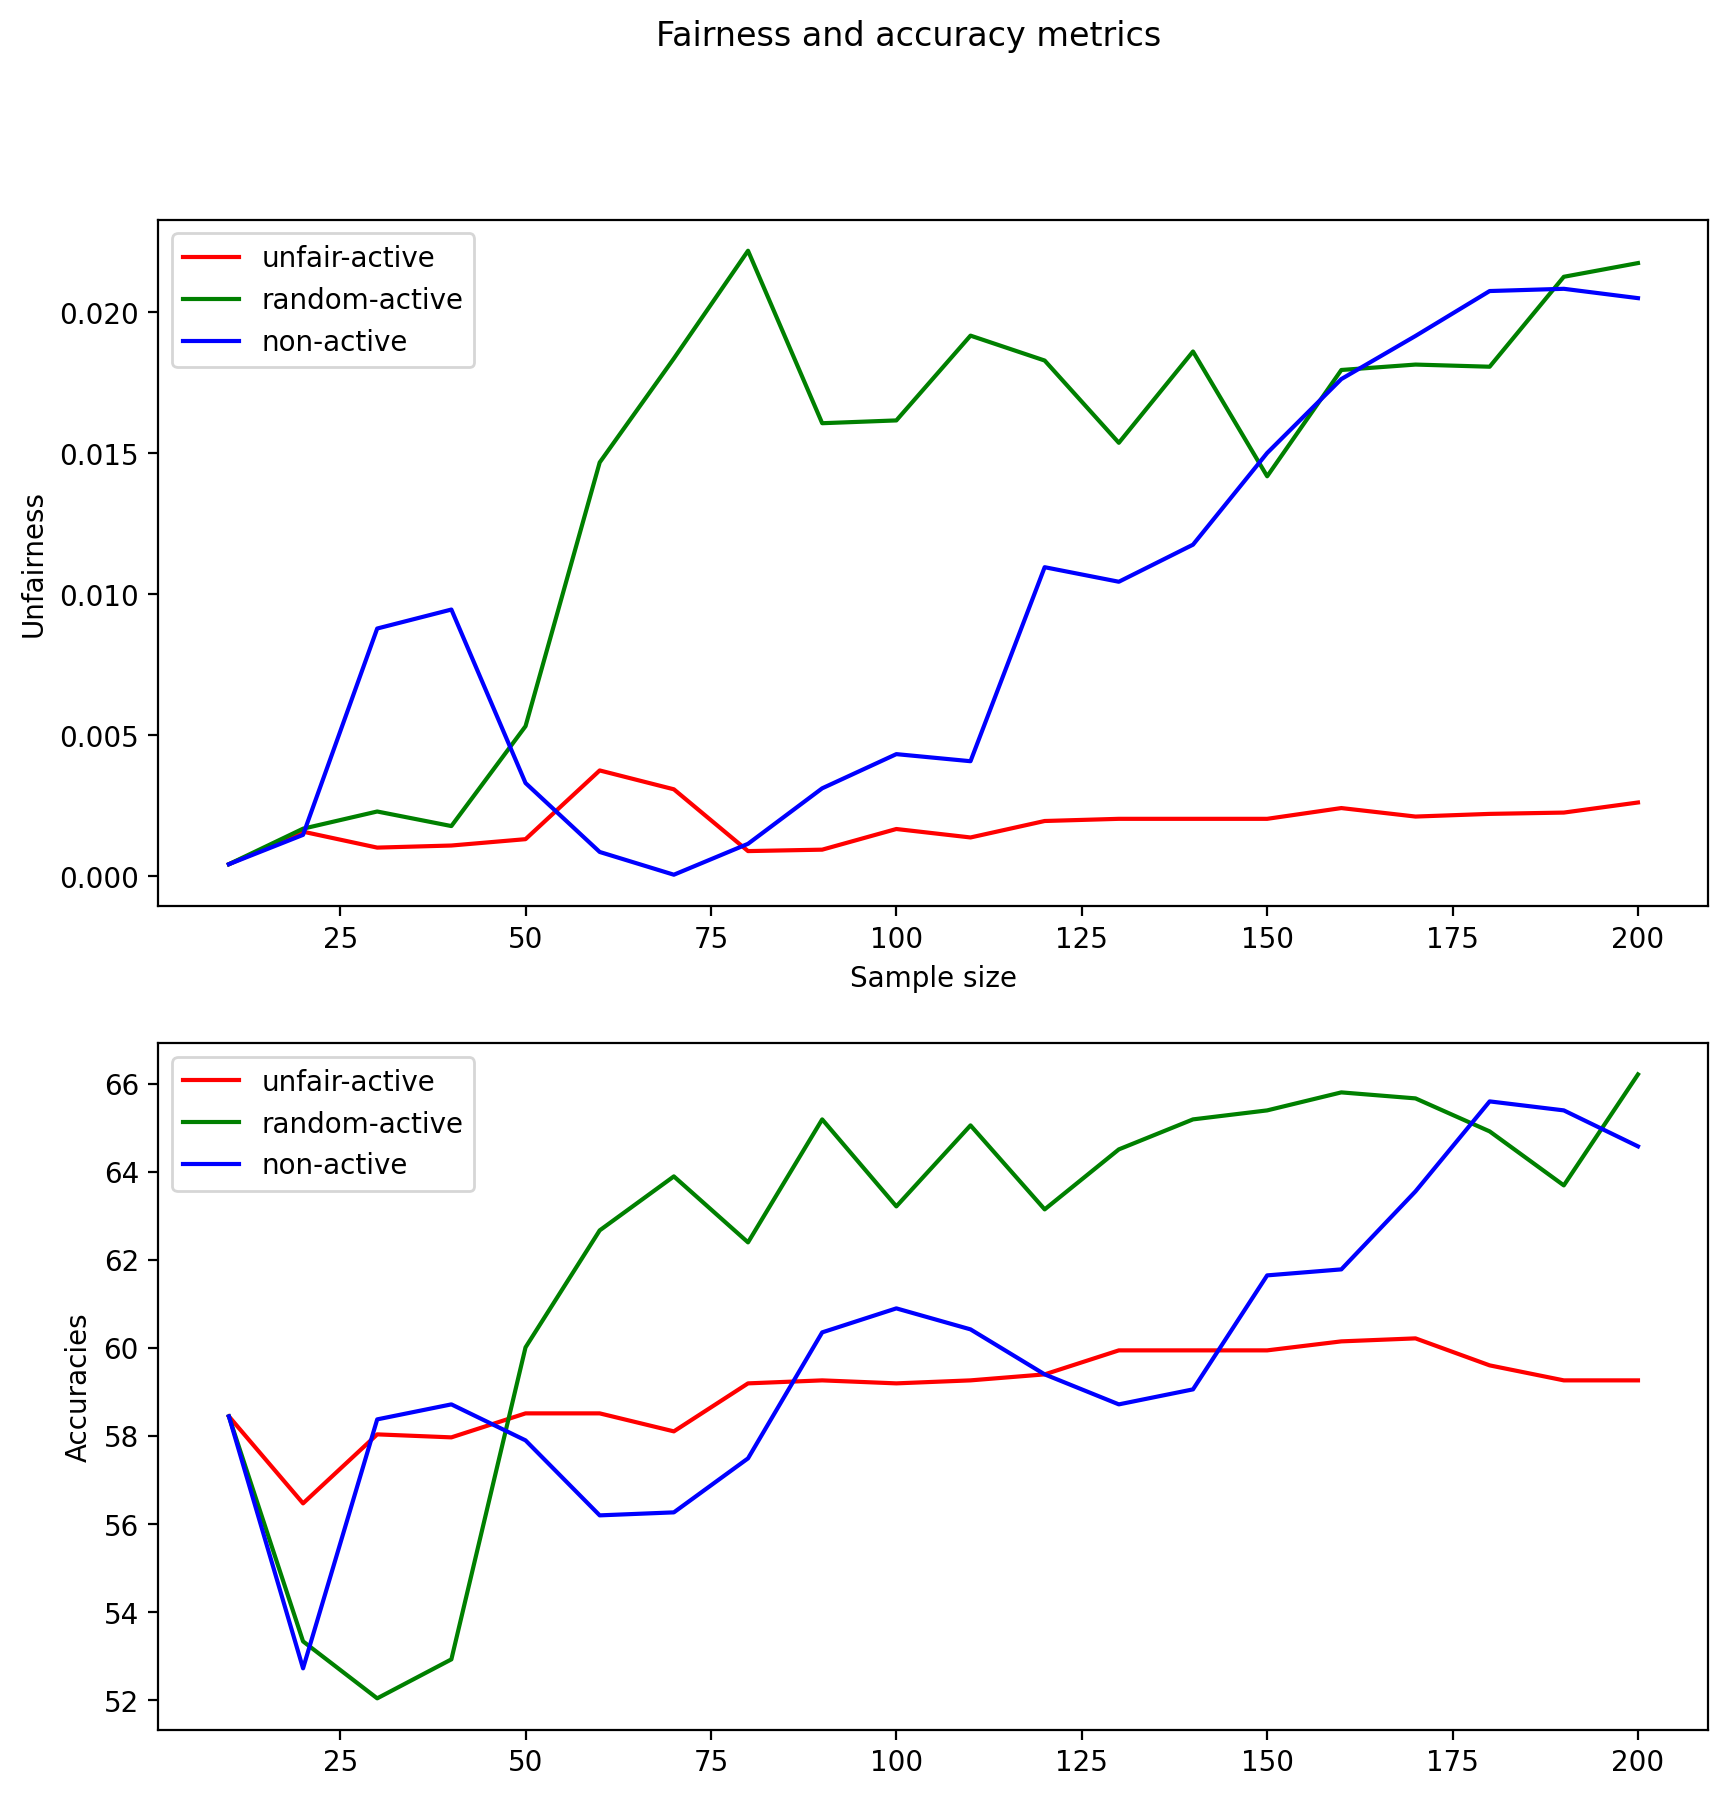 Fairness and accuracy metrics
unfair-active
random-active
non-active
0.020
0.015
0.010
0.005
0.000
Unfairness
25 50 75 100 125 150 175 200
Sample size
unfair-active
random-active
non-active
66
64
62
60
58
56
54
52
Accuracies
25 50 75 100 125 150 175 200